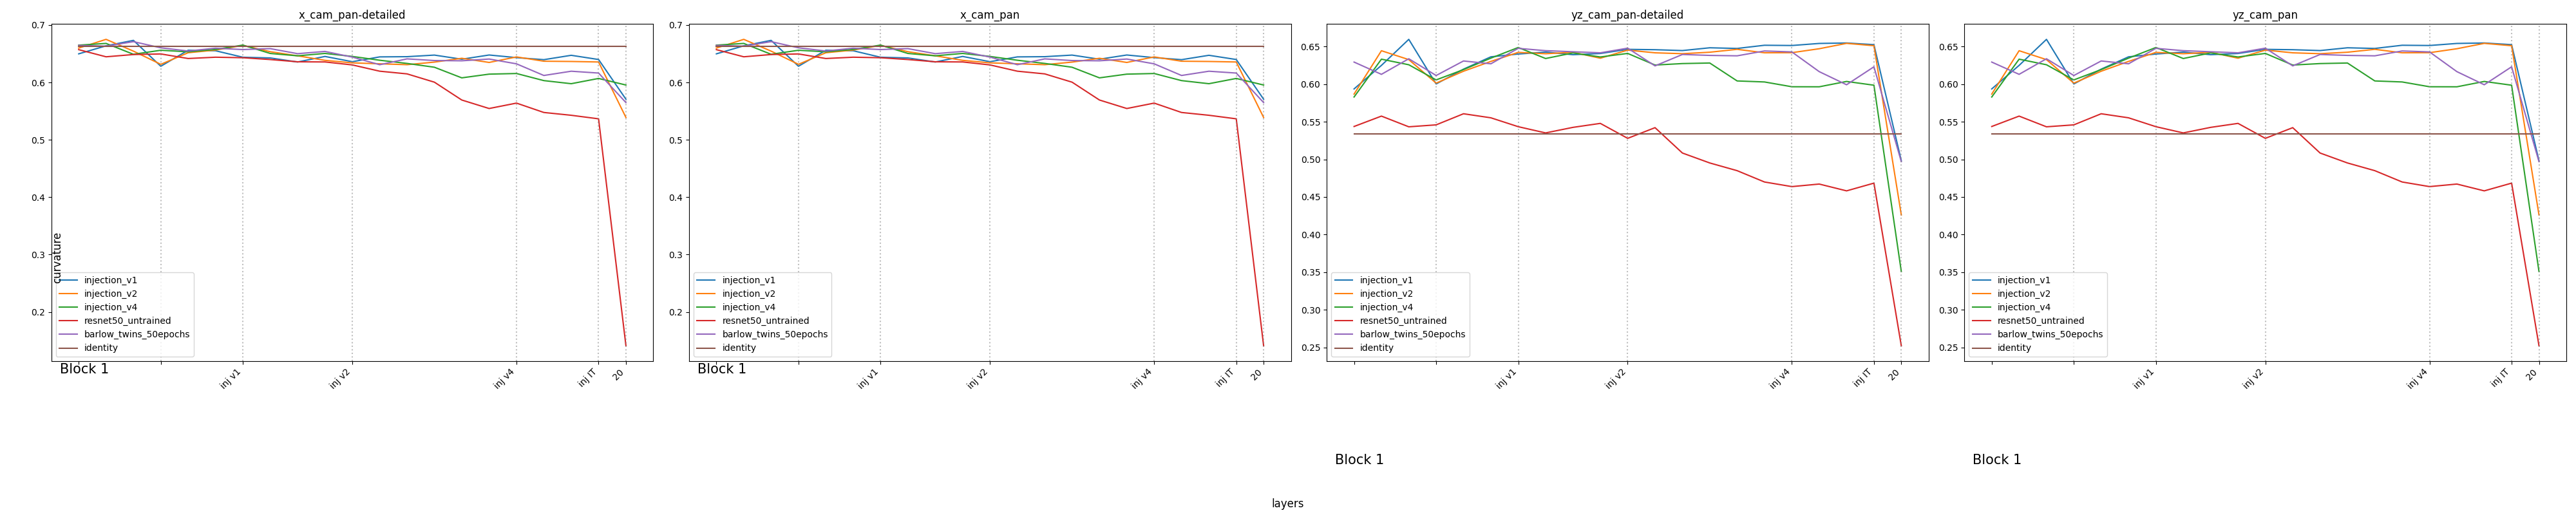 x_cam_pan-detailed
0.7
0.6
0.5
0.4
0.3
0.2
curvature
injection_v1
injection_v2
injection_v4
resnet50_untrained
barlow_twins_50epochs
identity
Block 1
inj v1
inj v2
inj v4
inj IT
20
x_cam_pan
0.7
0.6
0.5
0.4
0.3
0.2
injection_v1
injection_v2
injection_v4
resnet50_untrained
barlow_twins_50epochs
identity
Block 1
inj v1
inj v2
inj v4
inj IT
20
yz_cam_pan-detailed
0.65
0.60
0.55
0.50
0.45
0.40
0.35
0.30
0.25
injection_v1
injection_v2
injection_v4
resnet50_untrained
barlow_twins_50epochs
identity
inj v1
inj v2
inj v4
inj IT
20
Block 1
yz_cam_pan
0.65
0.60
0.55
0.50
0.45
0.40
0.35
0.30
0.25
injection_v1
injection_v2
injection_v4
resnet50_untrained
barlow_twins_50epochs
identity
inj v1
inj v2
inj v4
inj IT
20
Block 1
layers